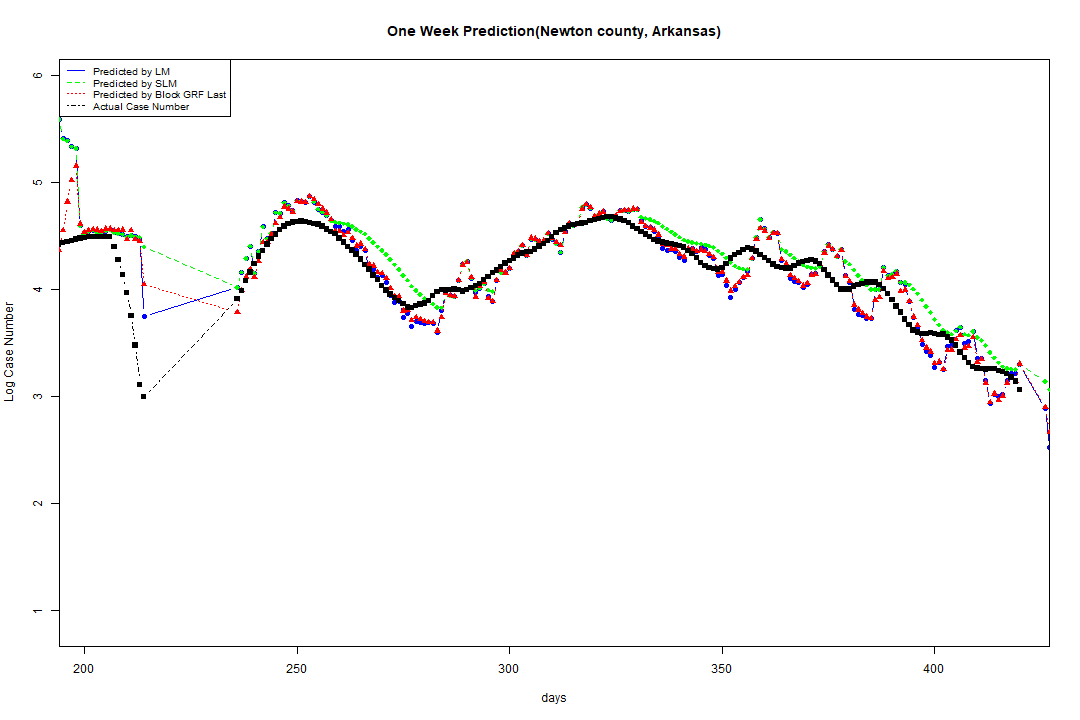 One Week Prediction(Newton county, Arkansas)
Predicted by LM
Predicted by SLM
Predicted by Block GRF Last
Actual Case Number
6
5
4
3
2
1
Log Case Number
200
250
300
350
400
days